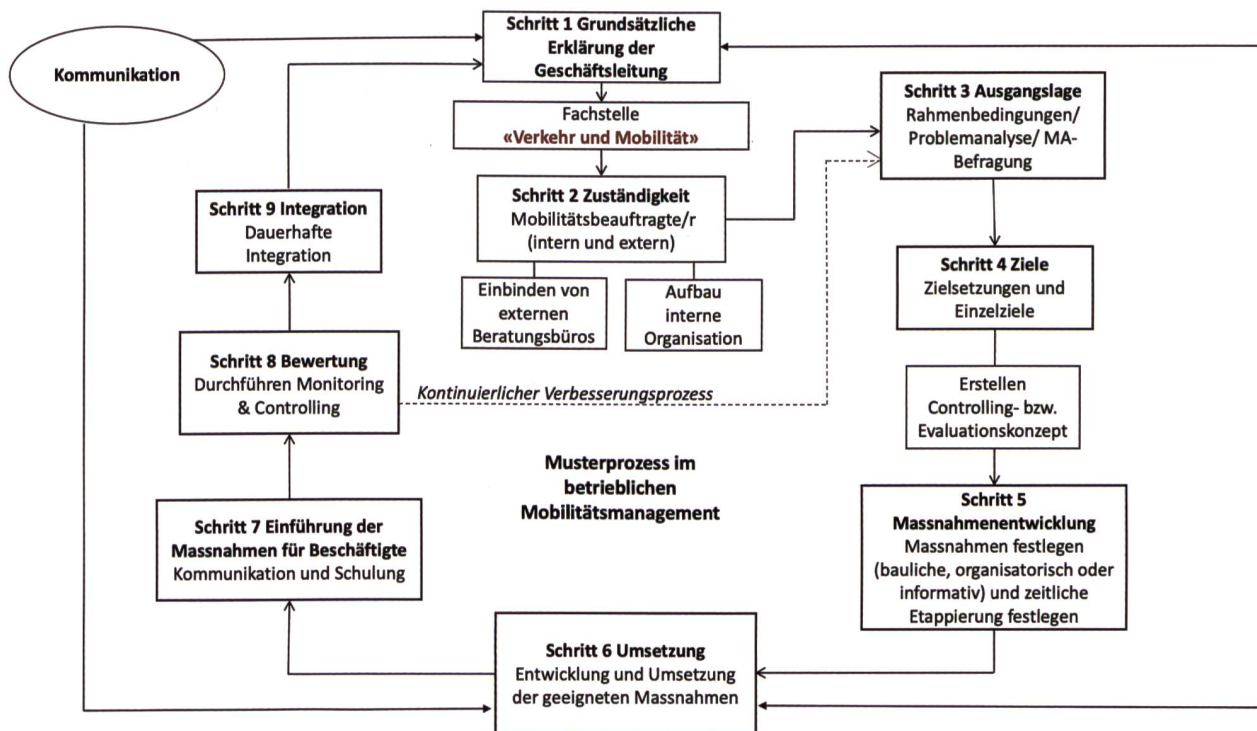 Kommunikation
Schritt 1 Grundsätzliche
Erklärung der
Geschäftsleitung
Fachstelle
«Verkehr und Mobilität»
Schritt 2 Zuständigkeit
Mobilitätsbeauftragte/r
(intern und extern)
Einbinden von
externen
Beratungsbüros
Aufbau
interne
Organisation
Schritt 3 Ausgangslage
Rahmenbedingungen/
Problemanalyse/ MA-
Befragung
Schritt 4 Ziele
Zielsetzungen und
Einzelziele
Erstellen
Controlling- bzw.
Evaluationskonzept
Schritt 5
Massnahmenentwicklung
Massnahmen festlegen
(bauliche, organisatorisch oder
informativ) und zeitliche
Etappierung festlegen
Schritt 6 Umsetzung
Entwicklung und Umsetzung
der geeigneten Massnahmen
Schritt 7 Einführung der
Massnahmen für Beschäftigte
Kommunikation und Schulung
Schritt 8 Bewertung
Durchführen Monitoring
& Controlling
Kontinuierlicher Verbesserungsprozess
Schritt 9 Integration
Dauerhafte
Integration
Musterprozess im
betrieblichen
Mobilitätsmanagement